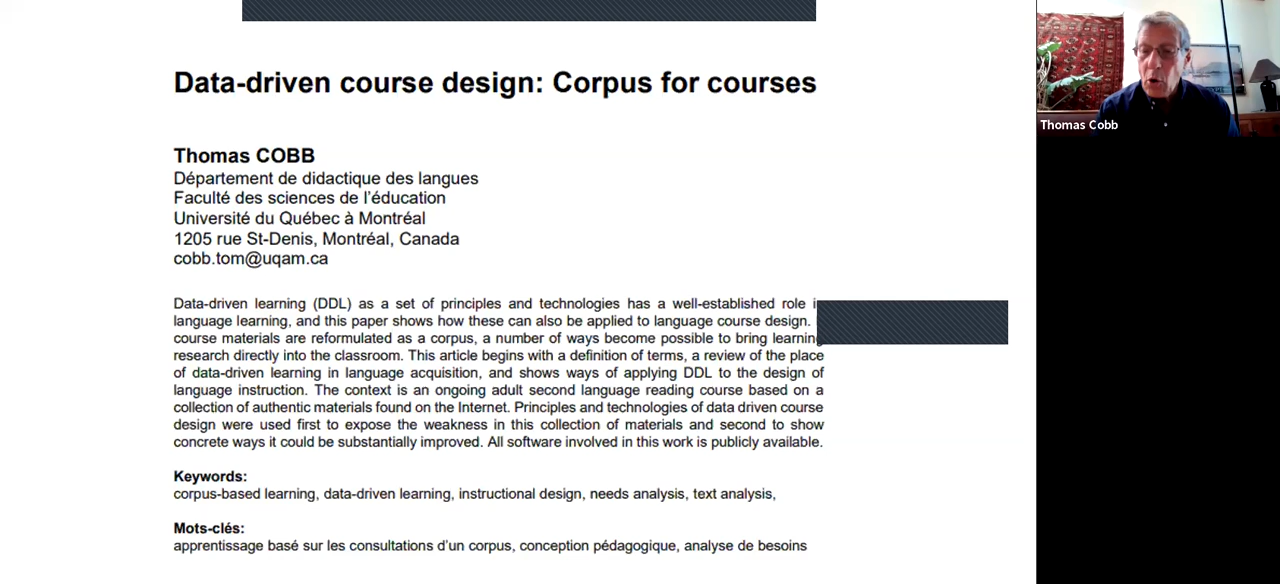 Data-driven course design: Corpus for courses
Thomas COBB
Département de didactique des langues
Faculté des sciences de l'éducation
Université du Québec à Montréal
1205 rue St-Denis, Montréal, Canada
cobb.tom@uqam.ca
Data-driven learning (DDL) as a set of principles and technologies has a well-established role
language learning, and this paper shows how these can also be applied to language course design.
course materials are reformulated as a corpus, a number of ways become possible to bring learning
research directly into the classroom. This article begins with a definition of terms, a review of the place
of data-driven learning in language acquisition, and shows ways of applying DDL to the design of
language instruction. The context is an ongoing adult second language reading course based on a
collection of authentic materials found on the Internet. Principles and technologies of data driven course
design were used first to expose the weakness in this collection of materials and second to show
concrete ways it could be substantially improved. All software involved in this work is publicly available.
Keywords:
corpus-based learning, data-driven learning, instructional design, needs analysis, text analysis,
Mots-clés:
apprentissage basé sur les consultations d'un corpus, conception pédagogique, analyse de besoins
Thomas Cobb